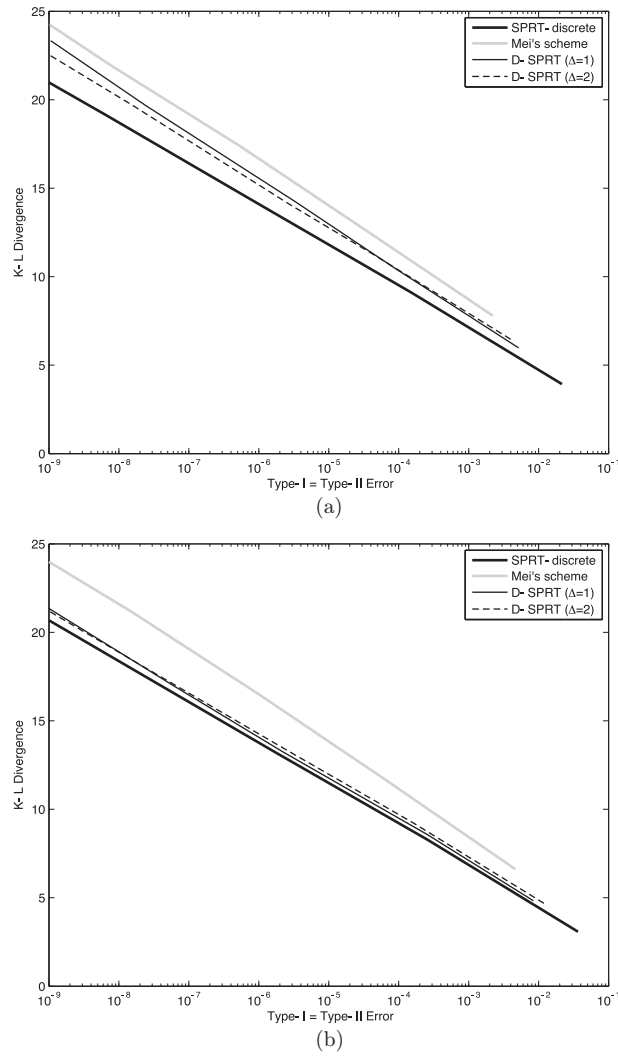 25
20
15
10
5
0
K-L Divergence
SPRT-discrete
Mei's scheme
D-SPRT (Δ=1)
D-SPRT (Δ=2)
10^-9 10^-8 10^-7 10^-6 10^-5 10^-4 10^-3 10^-2 10^-1
Type-I = Type-II Error
(a)
25
20
15
10
5
0
K-L Divergence
SPRT-discrete
Mei's scheme
D-SPRT (Δ=1)
D-SPRT (Δ=2)
10^-9 10^-8 10^-7 10^-6 10^-5 10^-4 10^-3 10^-2 10^-1
Type-I = Type-II Error
(b)